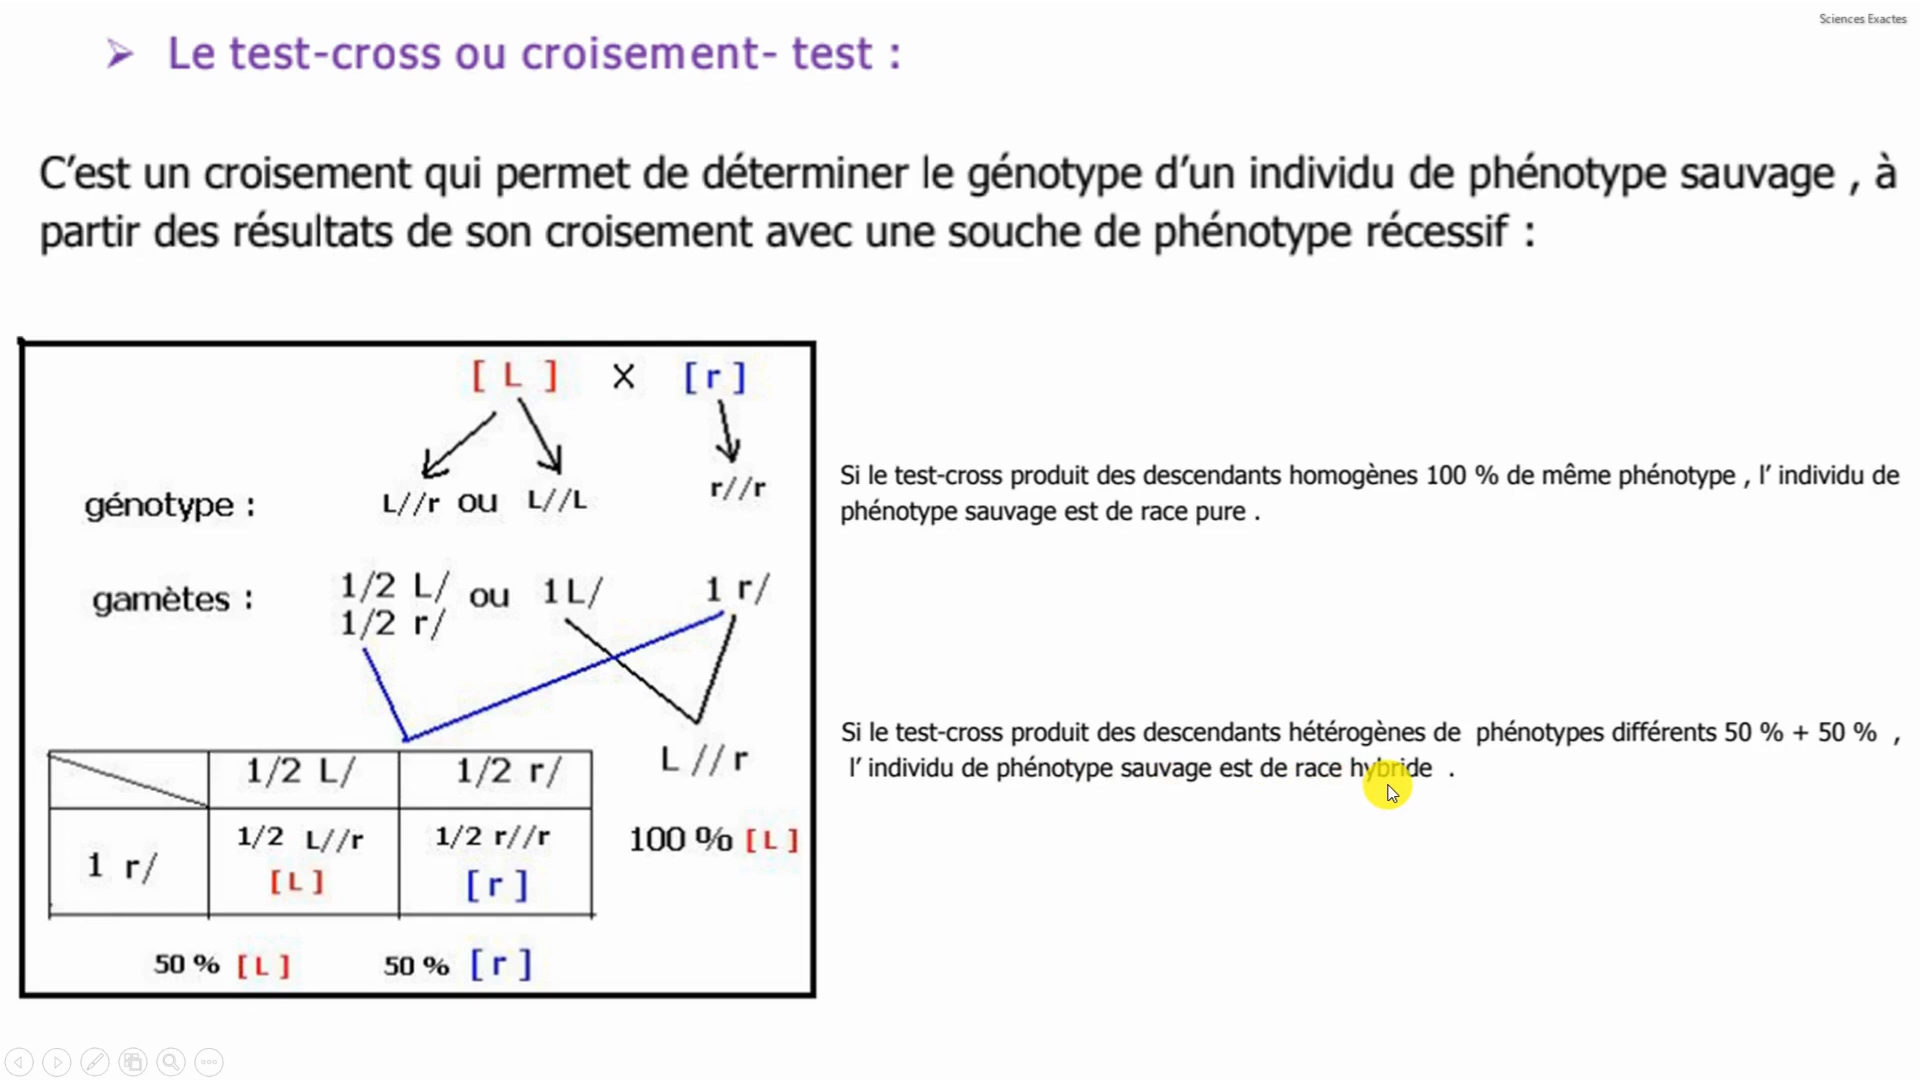 Sciences Exactes
➢ Le test-cross ou croisement- test :
C’est un croisement qui permet de déterminer le génotype d’un individu de phénotype sauvage , à
partir des résultats de son croisement avec une souche de phénotype récessif :
[ L ] X [ r ]
génotype : L//r ou L//L r//r
gamètes : 1/2 L/ ou 1 L/ 1 r/
1/2 r/
L // r
100 % [ L ]
1/2 L/ 1/2 r/
1 r/ 1/2 L//r 1/2 r//r
[ L ] [ r ]
50 % [ L ] 50 % [ r ]
Si le test-cross produit des descendants homogènes 100 % de même phénotype , l’ individu de
phénotype sauvage est de race pure .
Si le test-cross produit des descendants hétérogènes de phénotypes différents 50 % + 50 % ,
l’ individu de phénotype sauvage est de race hybride .